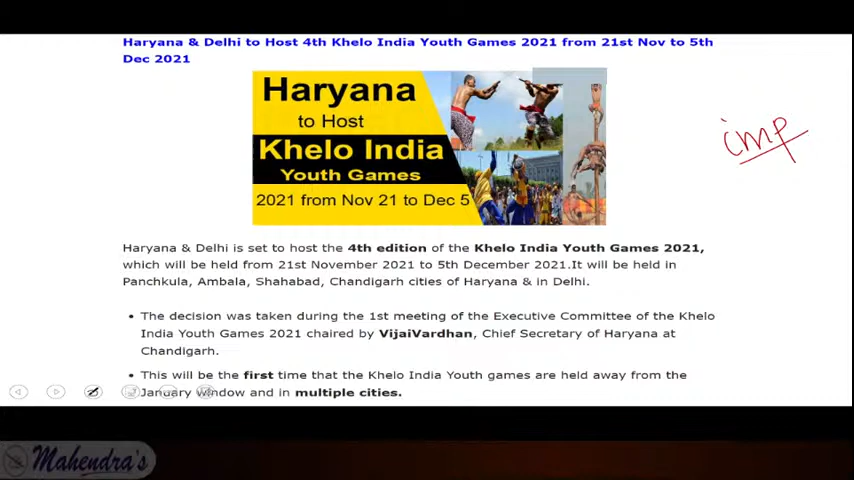 Haryana & Delhi to Host 4th Khelo India Youth Games 2021 from 21st Nov to 5th
Dec 2021
Haryana
to Host
Khelo India
Youth Games
2021 from Nov 21 to Dec 5
imp
Haryana & Delhi is set to host the 4th edition of the Khelo India Youth Games 2021,
which will be held from 21st November 2021 to 5th December 2021.It will be held in
Panchkula, Ambala, Shahabad, Chandigarh cities of Haryana & in Delhi.
• The decision was taken during the 1st meeting of the Executive Committee of the Khelo
India Youth Games 2021 chaired by VijaiVardhan, Chief Secretary of Haryana at
Chandigarh.
• This will be the first time that the Khelo India Youth games are held away from the
January window and in multiple cities.
Mahendra's